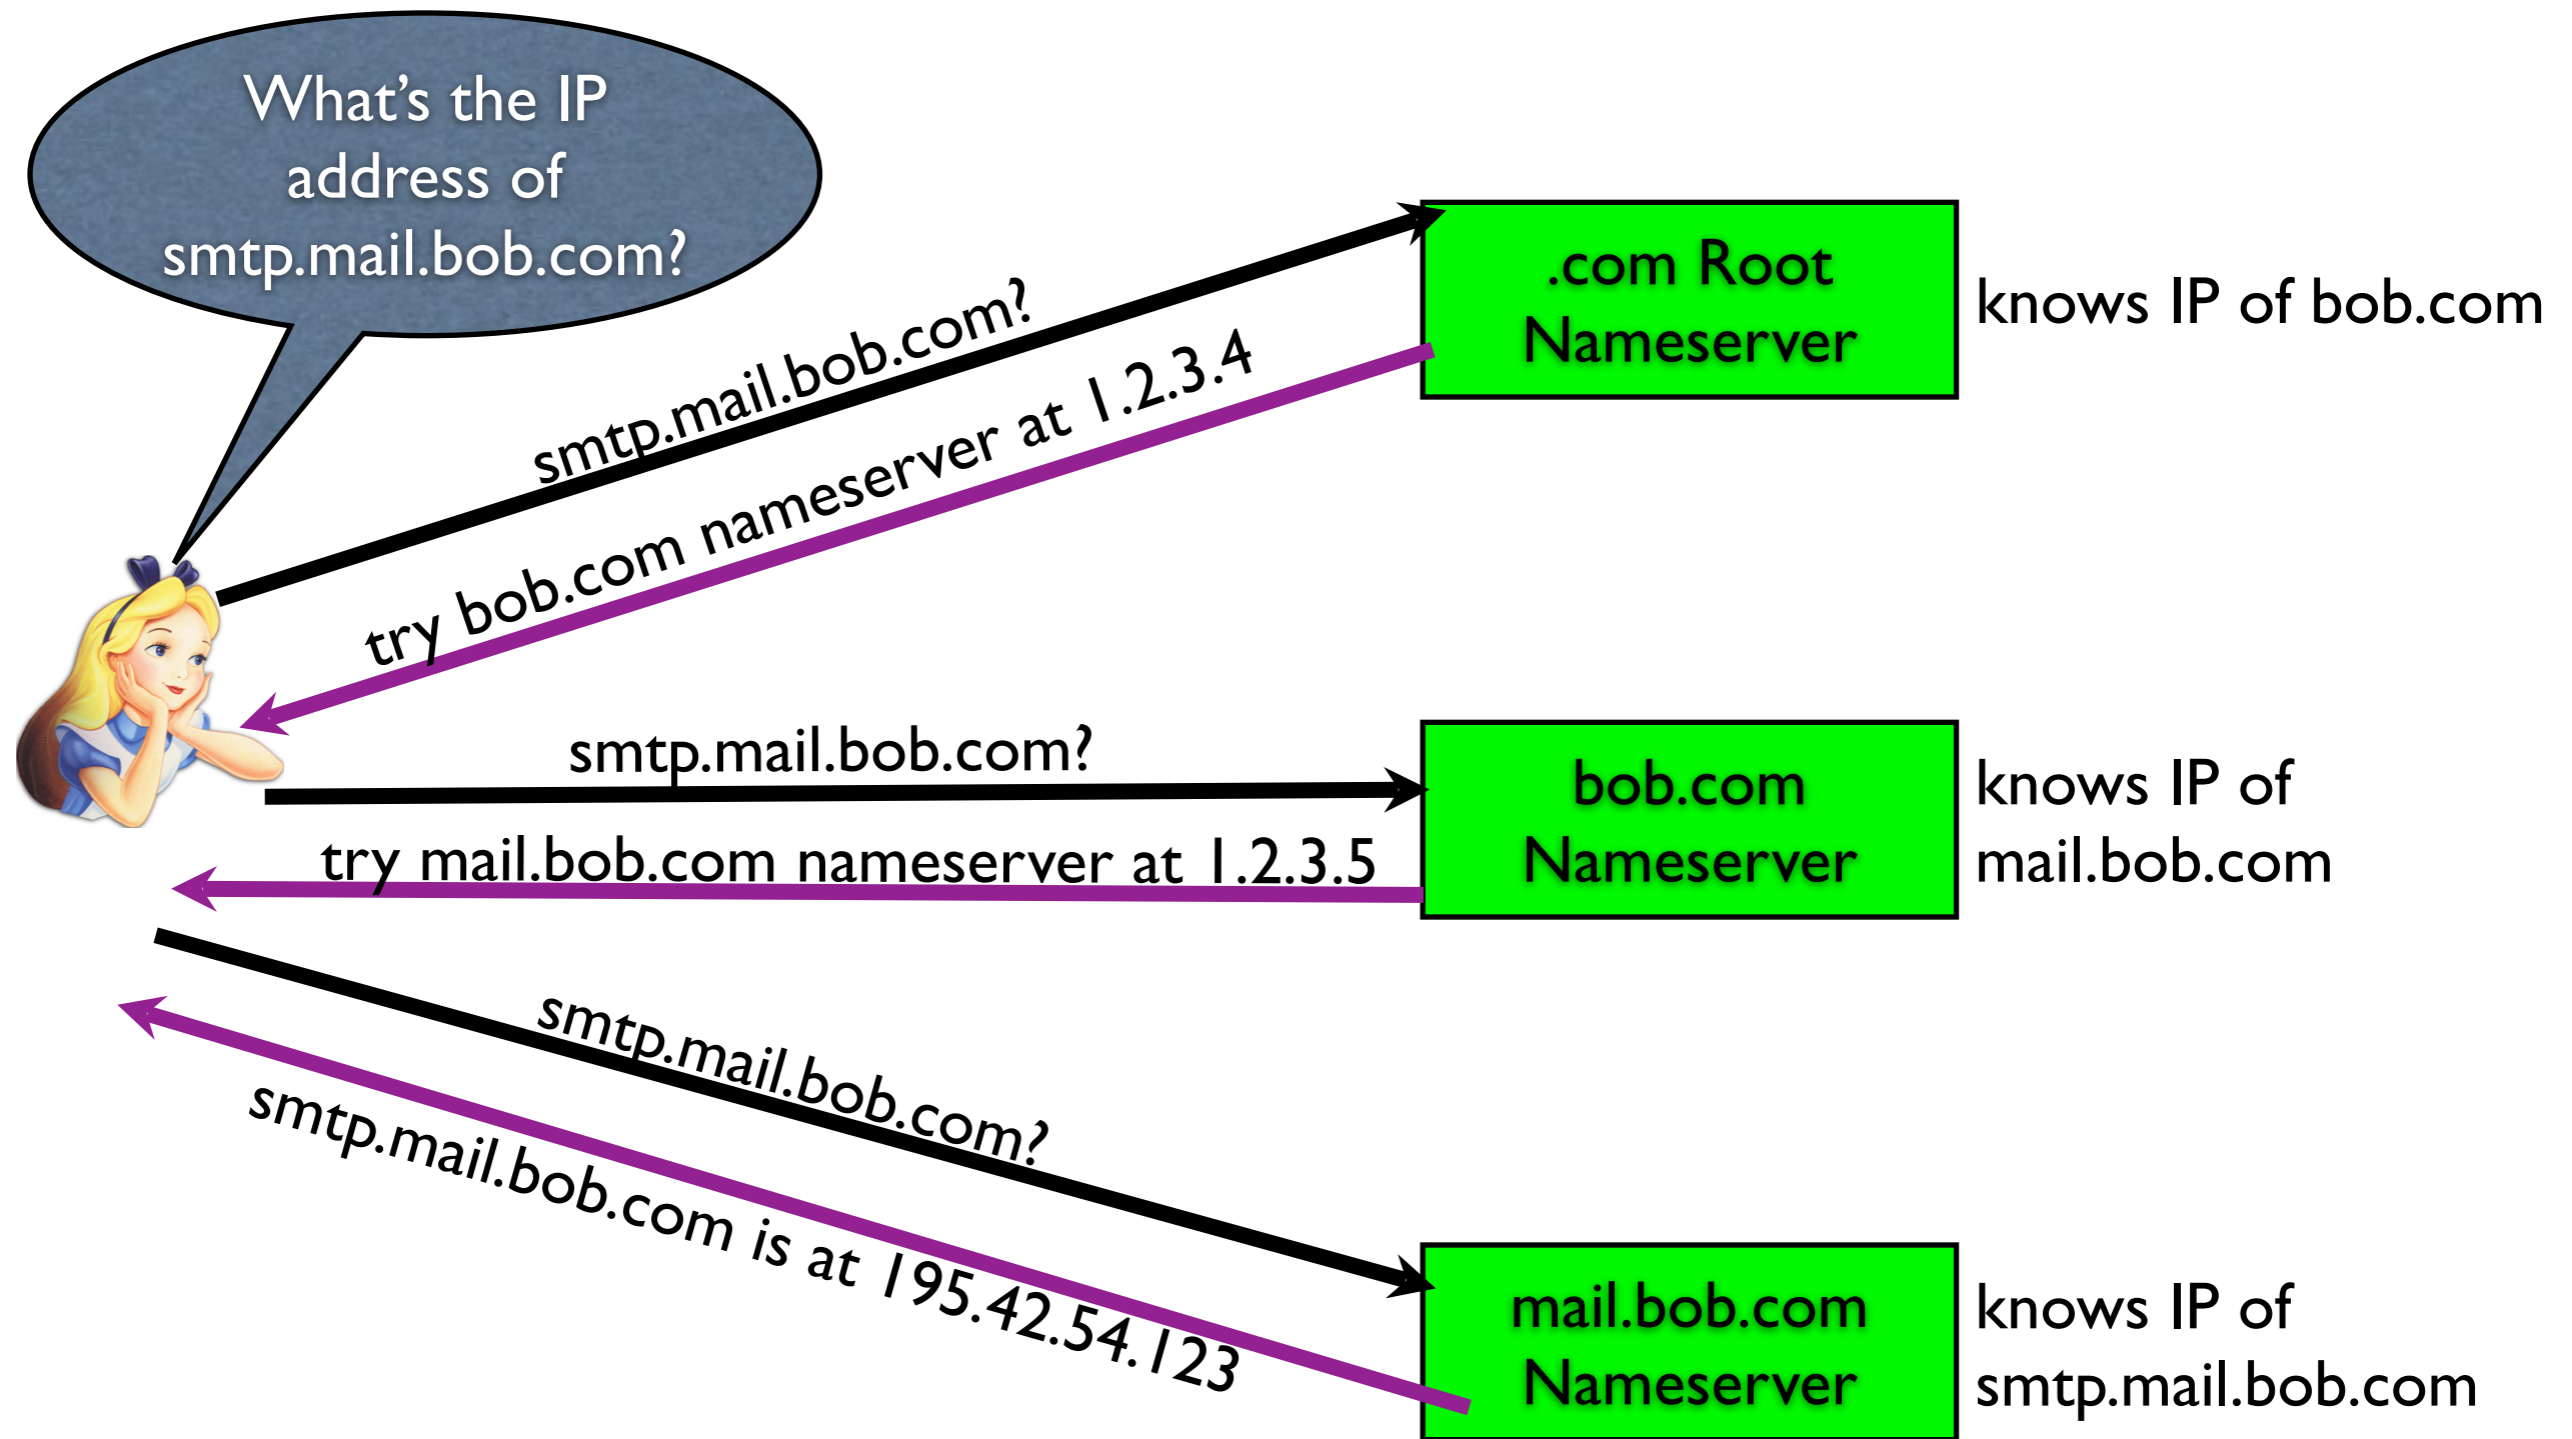 What's the IP
address of
smtp.mail.bob.com?
.com Root
Nameserver
knows IP of bob.com
smtp.mail.bob.com?
try bob.com nameserver at 1.2.3.4
smtp.mail.bob.com?
bob.com
Nameserver
knows IP of
mail.bob.com
try mail.bob.com nameserver at 1.2.3.5
smtp.mail.bob.com?
smtp.mail.bob.com is at 195.42.54.123
mail.bob.com
Nameserver
knows IP of
smtp.mail.bob.com